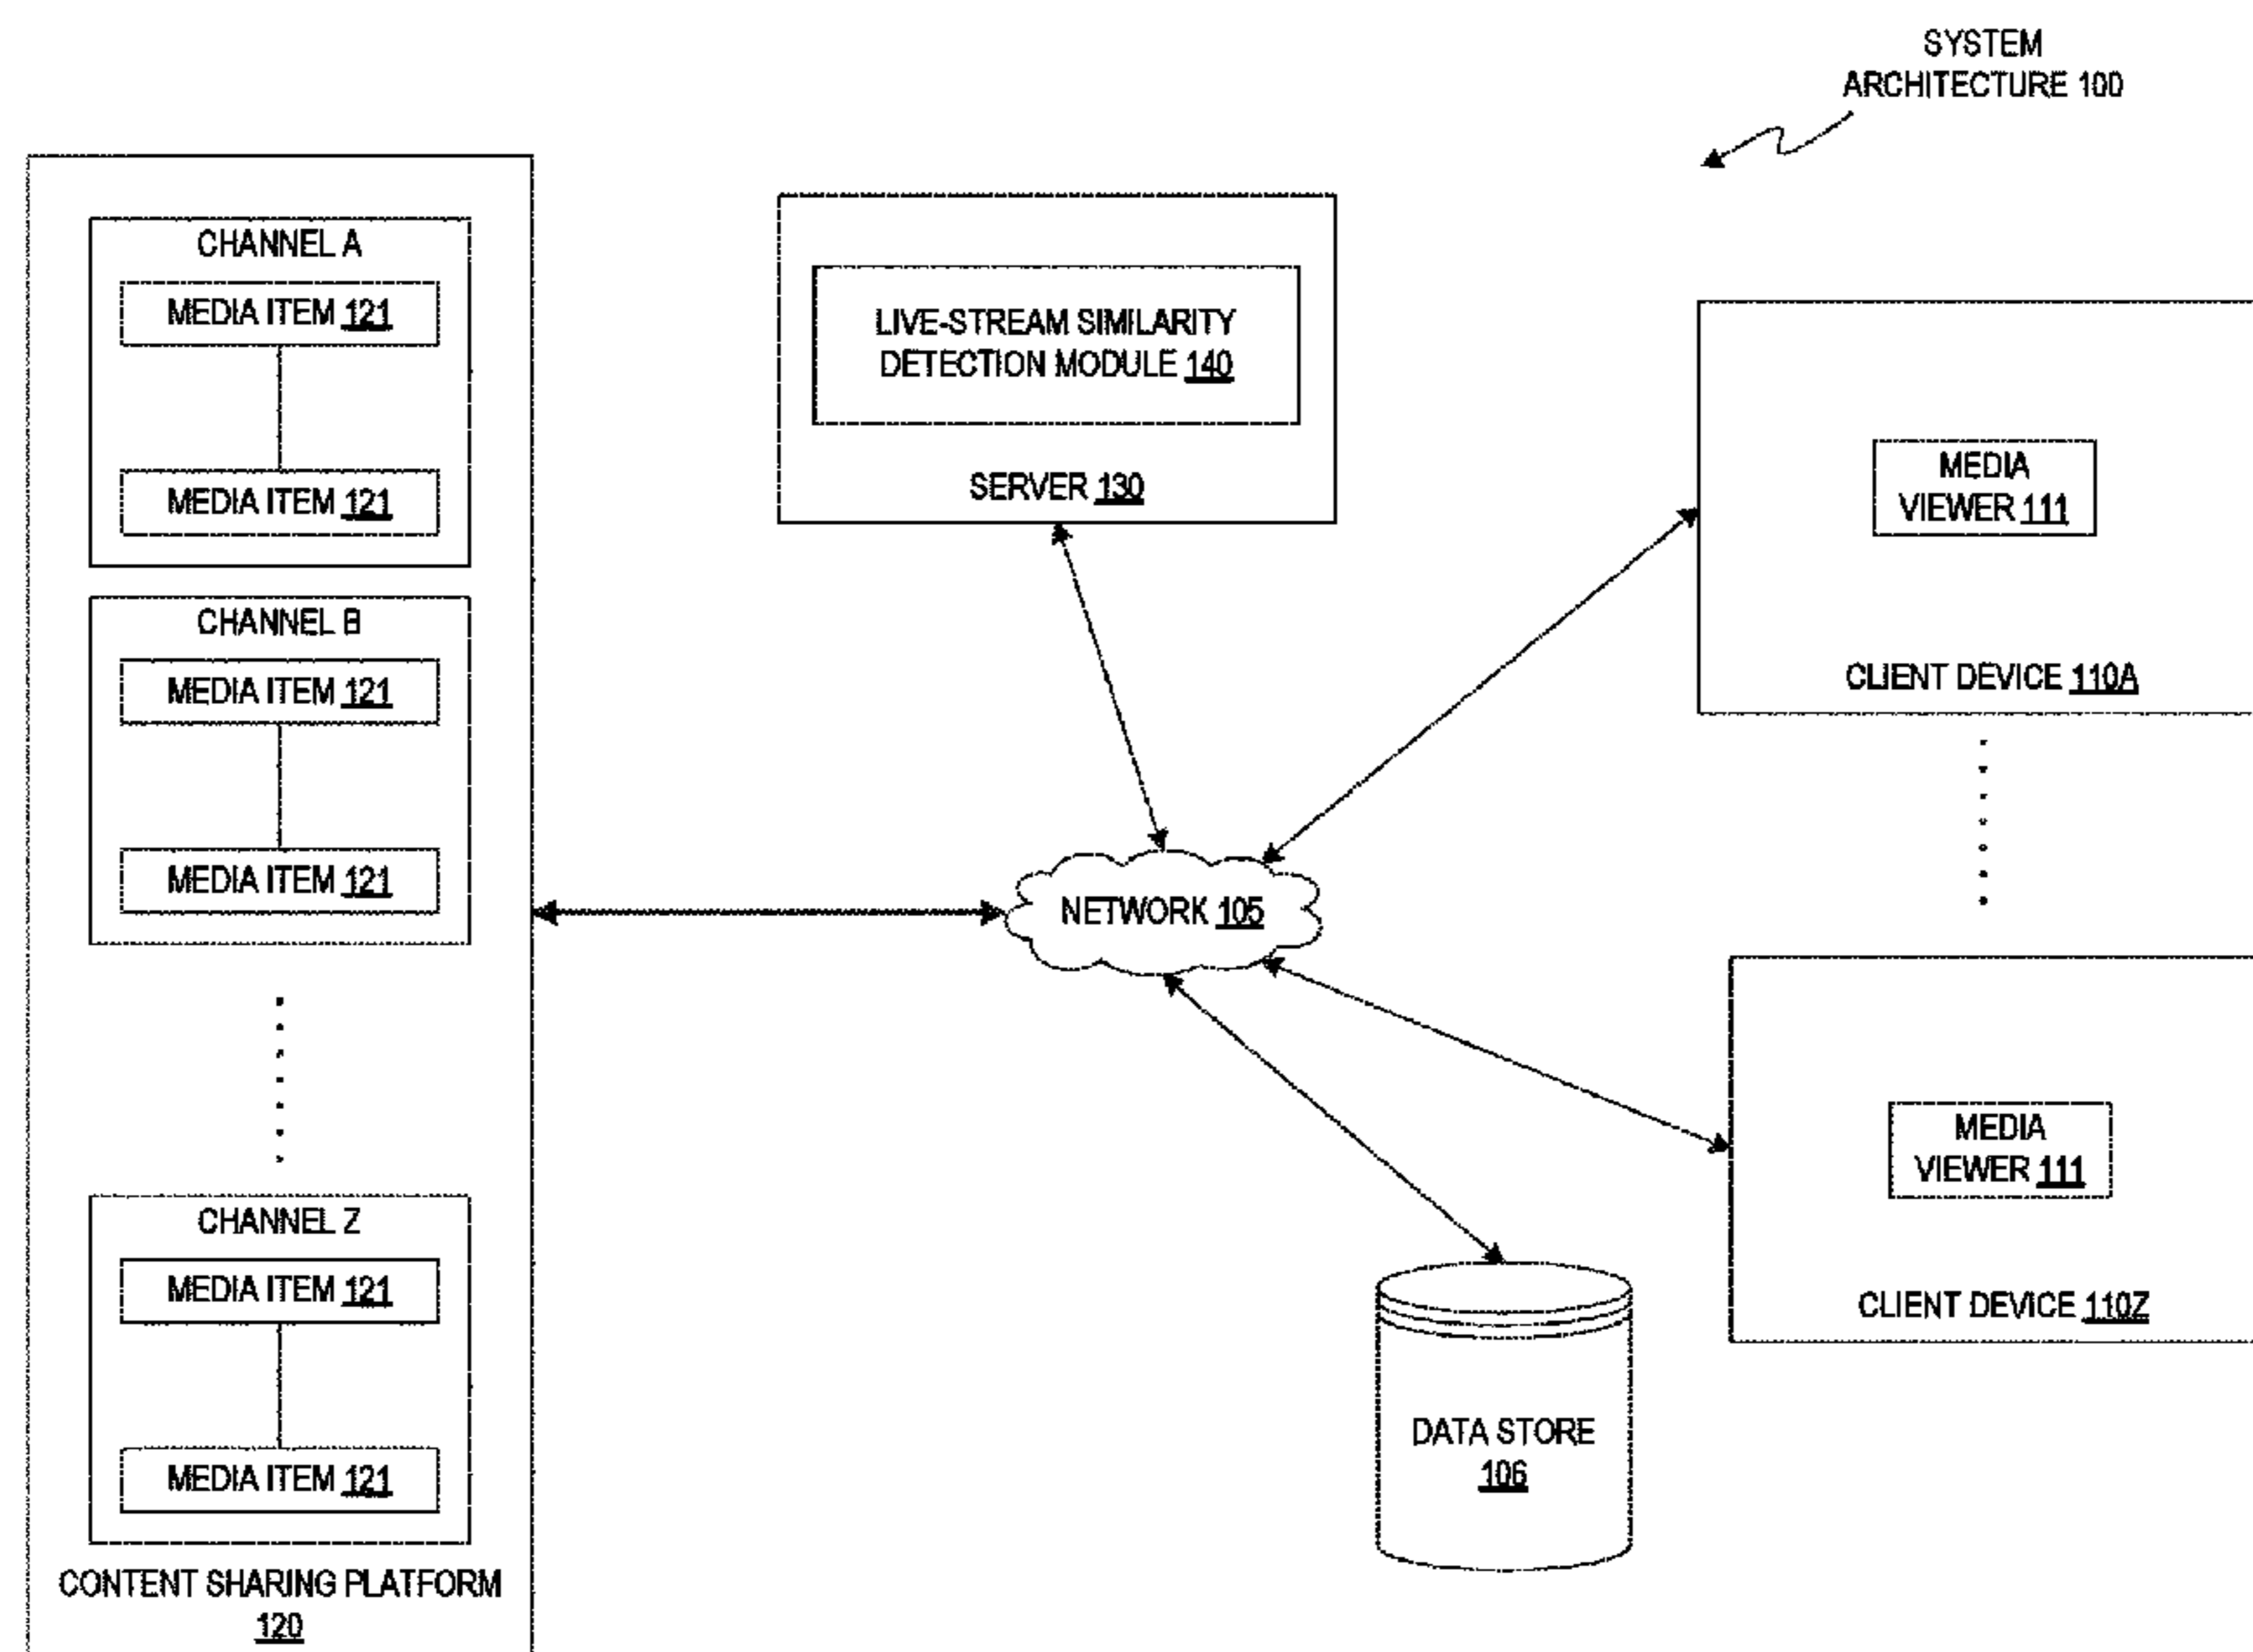 SYSTEM
ARCHITECTURE 100
CHANNEL A
MEDIA ITEM 121
MEDIA ITEM 121
CHANNEL B
MEDIA ITEM 121
MEDIA ITEM 121
CHANNEL Z
MEDIA ITEM 121
MEDIA ITEM 121
CONTENT SHARING PLATFORM
120
LIVE-STREAM SIMILARITY
DETECTION MODULE 140
SERVER 130
NETWORK 105
DATA STORE
106
MEDIA
VIEWER 111
CLIENT DEVICE 110A
MEDIA
VIEWER 111
CLIENT DEVICE 110Z